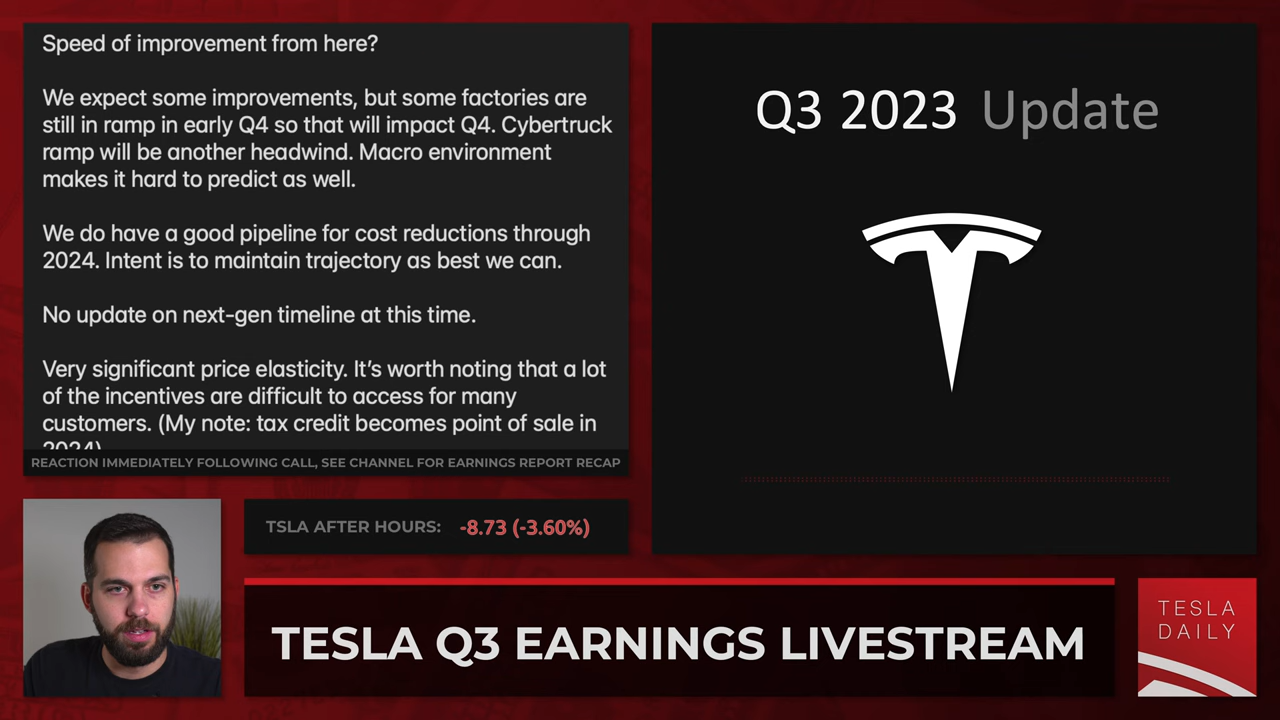 Speed of improvement from here?
We expect some improvements, but some factories are
still in ramp in early Q4 so that will impact Q4. Cybertruck
ramp will be another headwind. Macro environment
makes it hard to predict as well.
We do have a good pipeline for cost reductions through
2024. Intent is to maintain trajectory as best we can.
No update on next-gen timeline at this time.
Very significant price elasticity. It’s worth noting that a lot
of the incentives are difficult to access for many
customers. (My note: tax credit becomes point of sale in
2024)
REACTION IMMEDIATELY FOLLOWING CALL, SEE CHANNEL FOR EARNINGS REPORT RECAP
Q3 2023 Update
TSLA AFTER HOURS: -8.73 (-3.60%)
TESLA Q3 EARNINGS LIVESTREAM
TESLA
DAILY